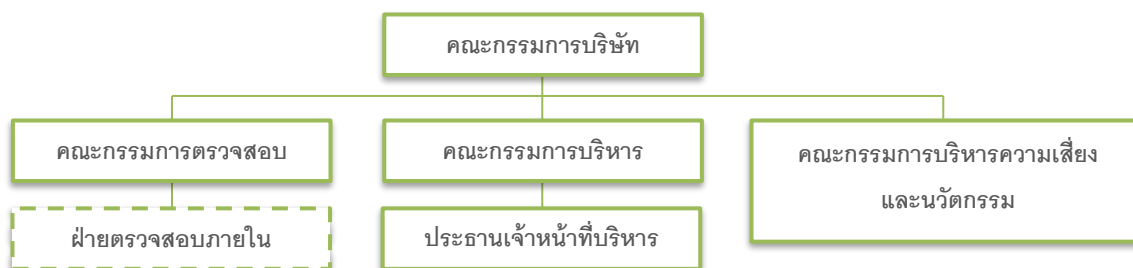 คณะกรรมการบริษัท
คณะกรรมการตรวจสอบ
คณะกรรมการบริหาร
คณะกรรมการบริหารความเสี่ยง
และนวัตกรรม
ฝ่ายตรวจสอบภายใน
ประธานเจ้าหน้าที่บริหาร